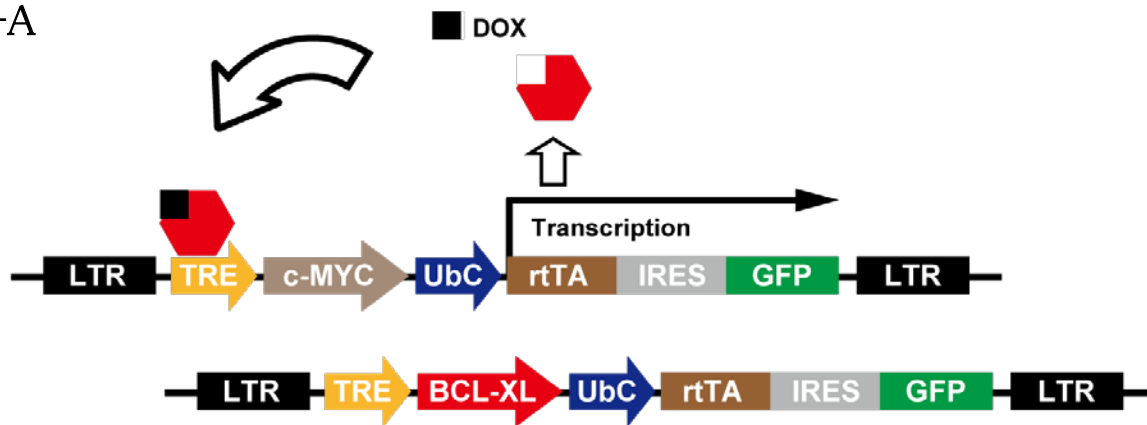 -A
DOX
Transcription
LTR TRE c-MYC UbC rtTA IRES GFP LTR
LTR TRE BCL-XL UbC rtTA IRES GFP LTR